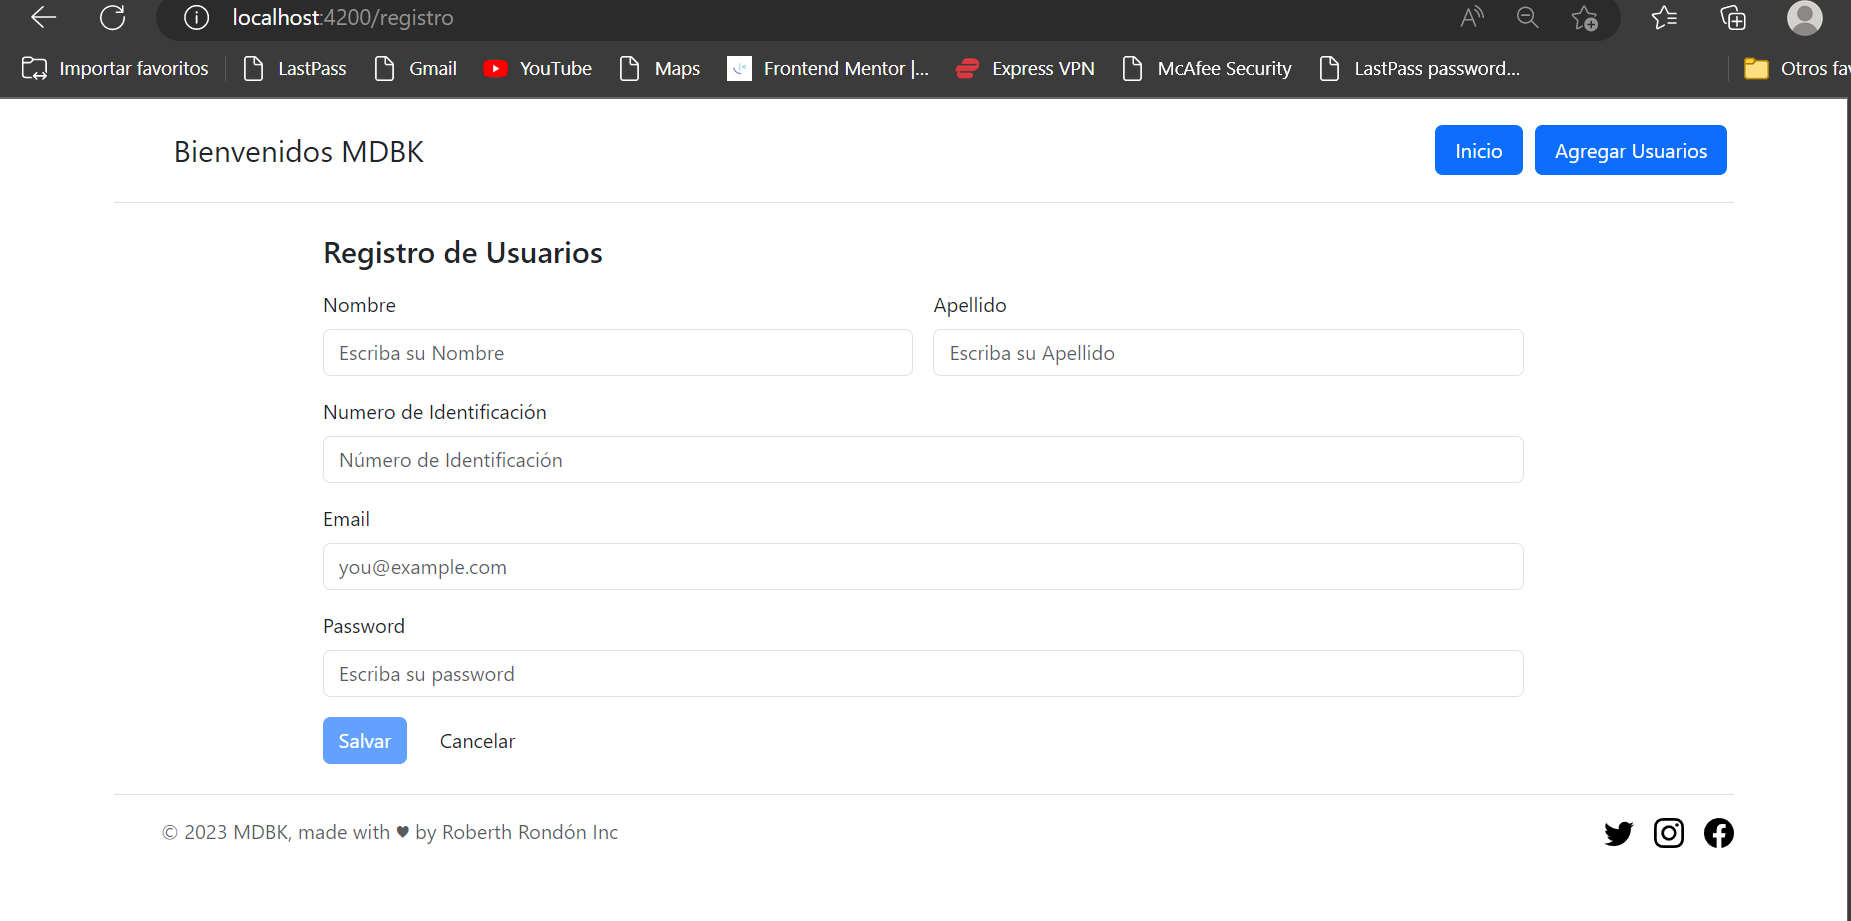 localhost:4200/registro
Importar favoritos LastPass Gmail YouTube Maps Frontend Mentor |... Express VPN McAfee Security LastPass password... Otros fav
Bienvenidos MDBK Inicio Agregar Usuarios
Registro de Usuarios
Nombre Apellido
Escriba su Nombre Escriba su Apellido
Numero de Identificación
Número de Identificación
Email
you@example.com
Password
Escriba su password
Salvar Cancelar
© 2023 MDBK, made with ♥ by Roberth Rondón Inc